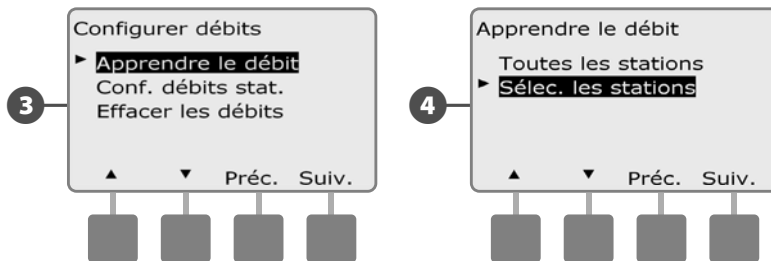 3
Configurer débits
► Apprendre le débit
Conf. débits stat.
Effacer les débits
▲ ▼ Préc. Suiv.
4
Apprendre le débit
Toutes les stations
► Sélec. les stations
▲ ▼ Préc. Suiv.